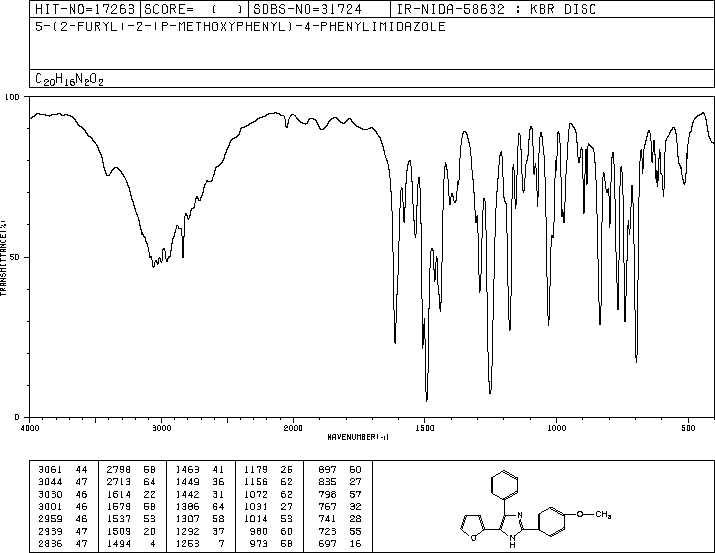 HIT-NO=17263 SCORE= ( ) SDBS-NO=31724 IR-NIDA-58632 : KBR DISC
5-(2-FURYL)-2-(P-METHOXYPHENYL)-4-PHENYLIMIDAZOLE
C20H16N2O2
100
50
0
TRANSMITTANCE(%)
4000 3000 2000 1500 1000 500
WAVENUMBER(-1)
3061 44 2798 58 1463 41 1179 25 897 60
3044 47 2713 64 1449 36 1156 62 835 27
3030 46 1614 22 1442 31 1072 62 798 57
3001 46 1579 58 1386 64 1031 27 767 32
2959 46 1537 53 1307 58 1014 53 741 28
2939 47 1509 20 1292 37 980 60 723 55
2836 47 1494 4 1253 7 973 58 697 16
N
O
NH
O—CH3